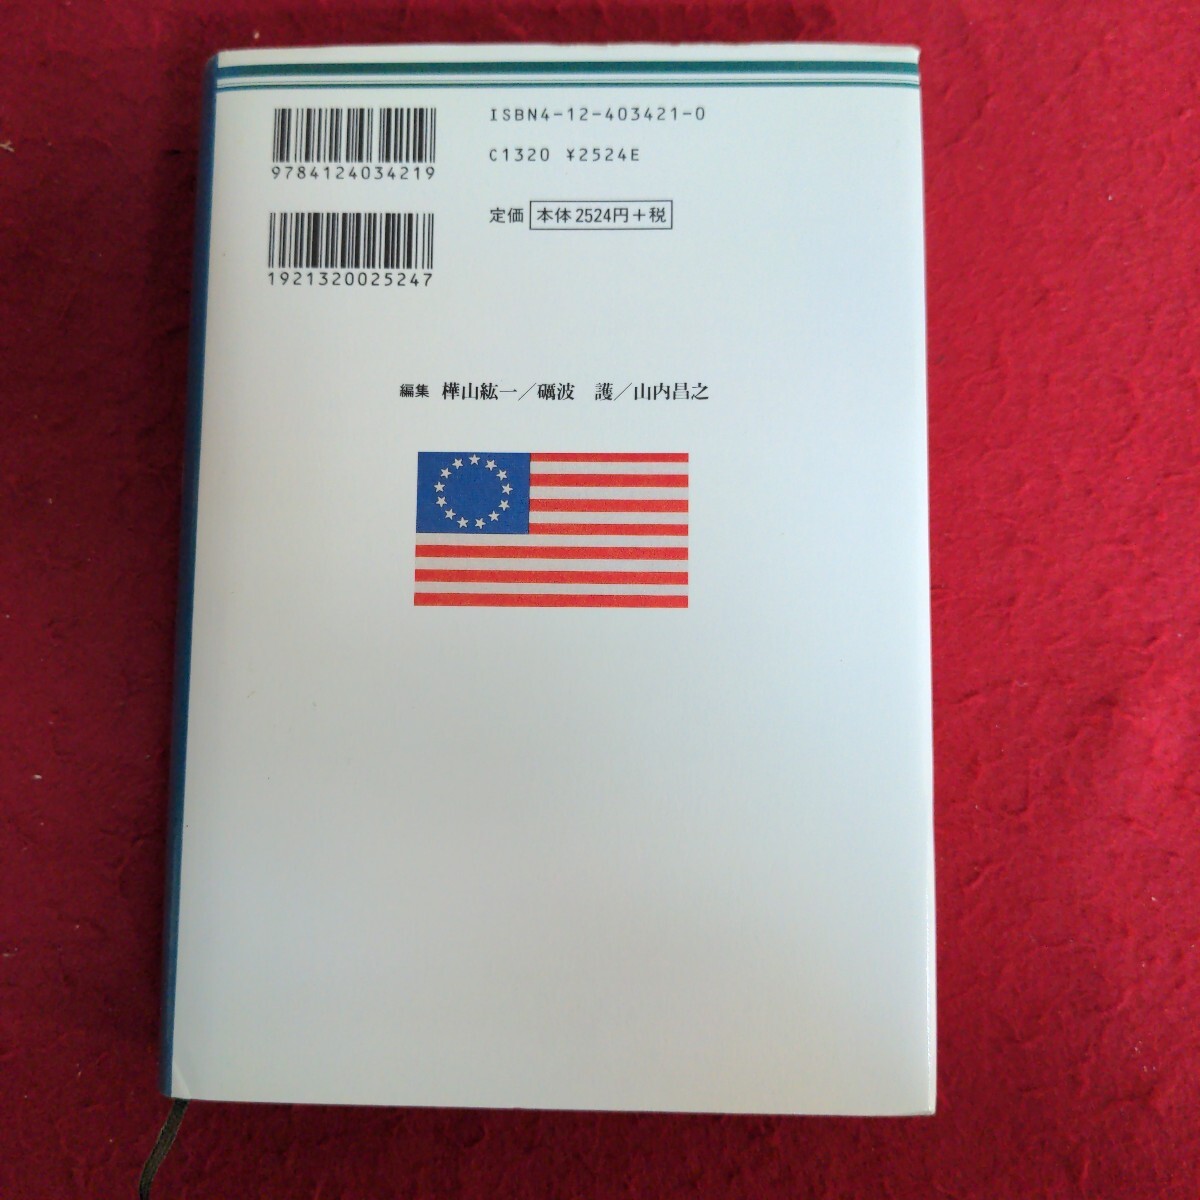 ISBN4-12-403421-0
9784124034219
C1320 ¥2524E
定価 本体2524円+税
1921320025247
編集 樺山紘一／礪波 護／山内昌之